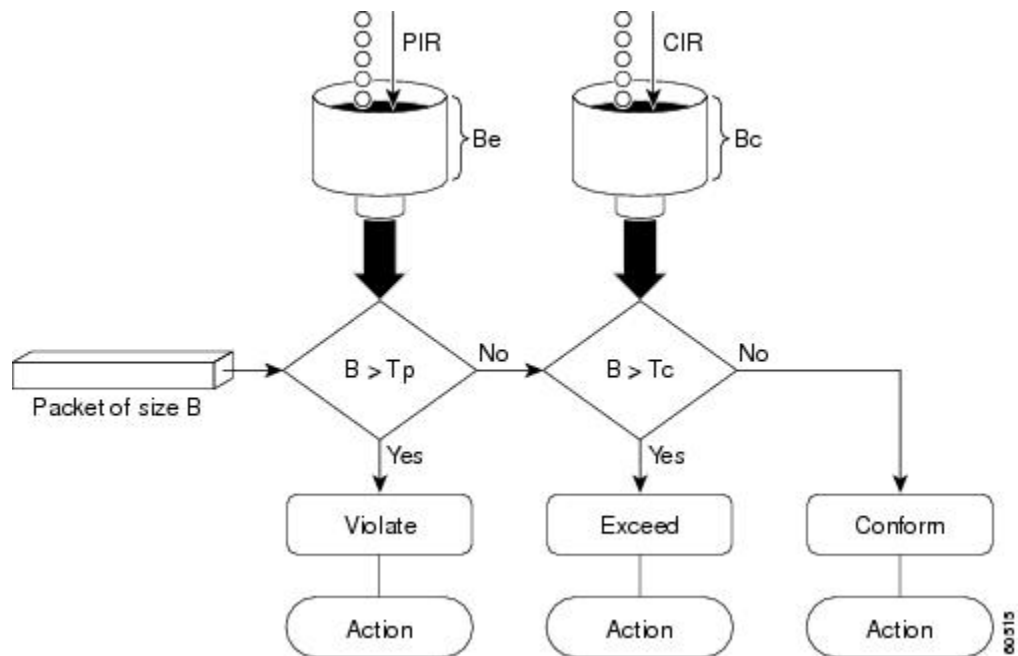 PIR
CIR
Be
Bc
B > Tp
No
B > Tc
No
Packet of size B
Yes
Yes
Violate
Exceed
Conform
Action
Action
Action
60515